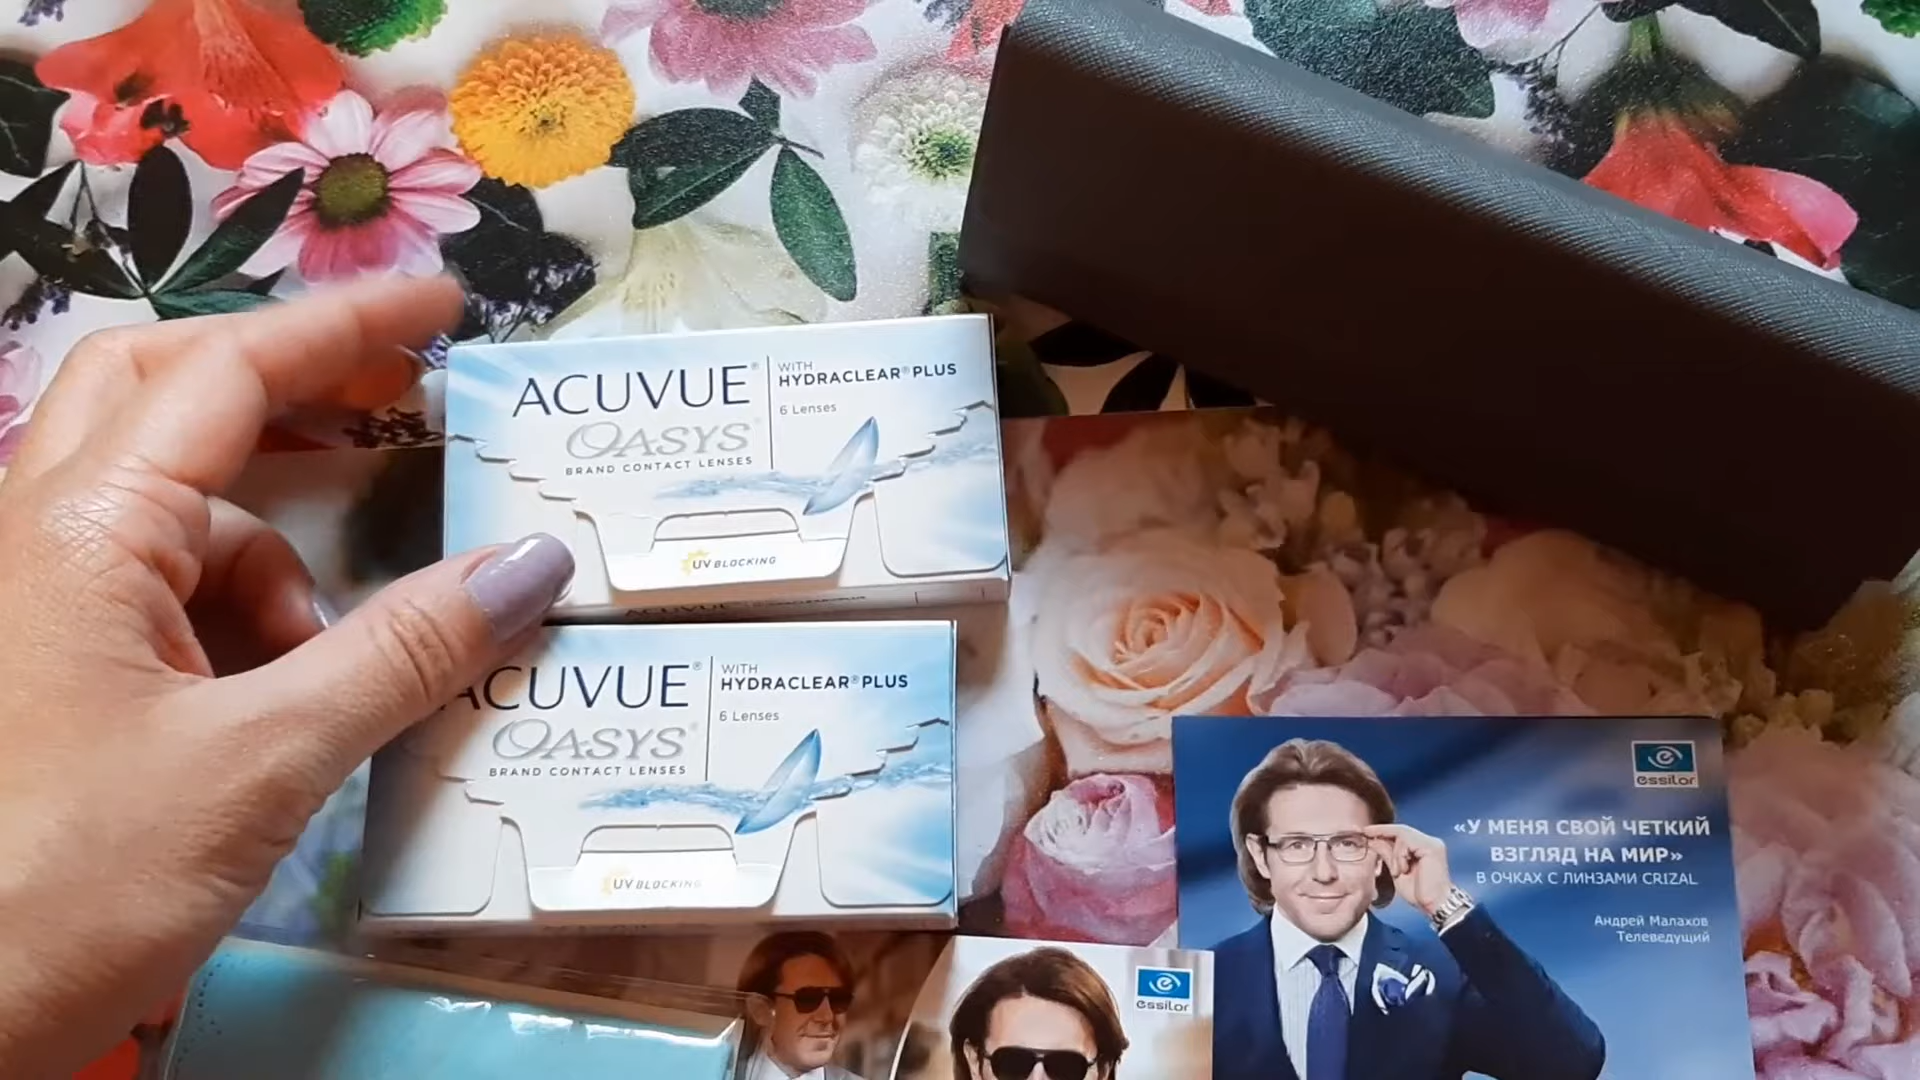 ACUVUE®
OASYS®
BRAND CONTACT LENSES
WITH
HYDRACLEAR® PLUS
6 Lenses
UV BLOCKING
ACUVUE
ACUVUE®
OASYS®
BRAND CONTACT LENSES
WITH
HYDRACLEAR® PLUS
6 Lenses
UV BLOCKING
essilor
«У МЕНЯ СВОЙ ЧЕТКИЙ
ВЗГЛЯД НА МИР»
В ОЧКАХ С ЛИНЗАМИ CRIZAL
Андрей Малахов
Телеведущий
essilor